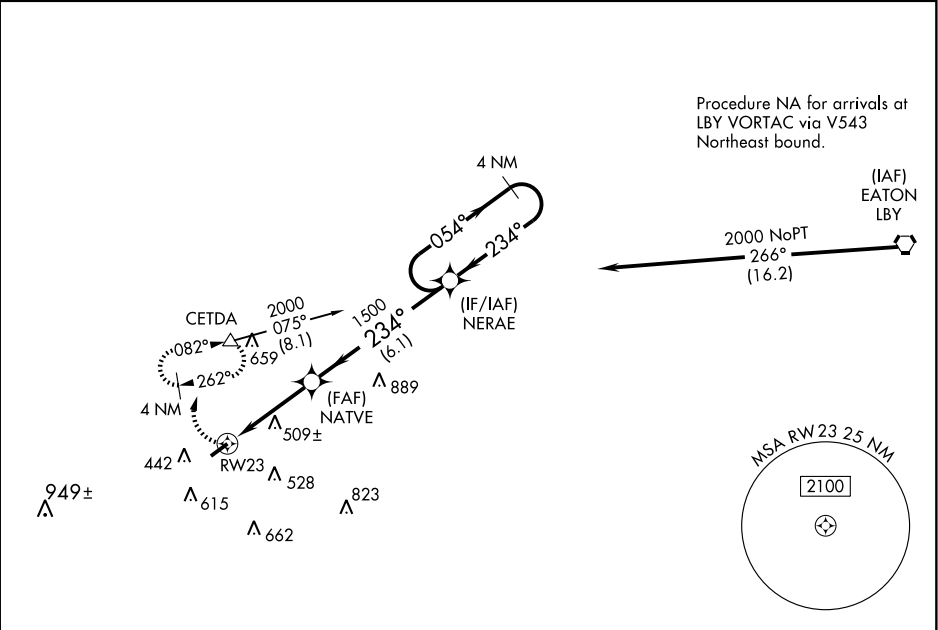 Procedure NA for arrivals at
LBY VORTAC via V543
Northeast bound.
(IAF)
EATON
LBY
4 NM
054°
234°
2000 NoPT
266°
(16.2)
(IF/IAF)
NERAE
CETDA
2000
075°
(8.1)
1500
234°
(6.1)
082°
659
262°
4 NM
889
(FAF)
NATVE
509±
RW23
442
528
615
823
662
949±
MSA RW23 25 NM
2100